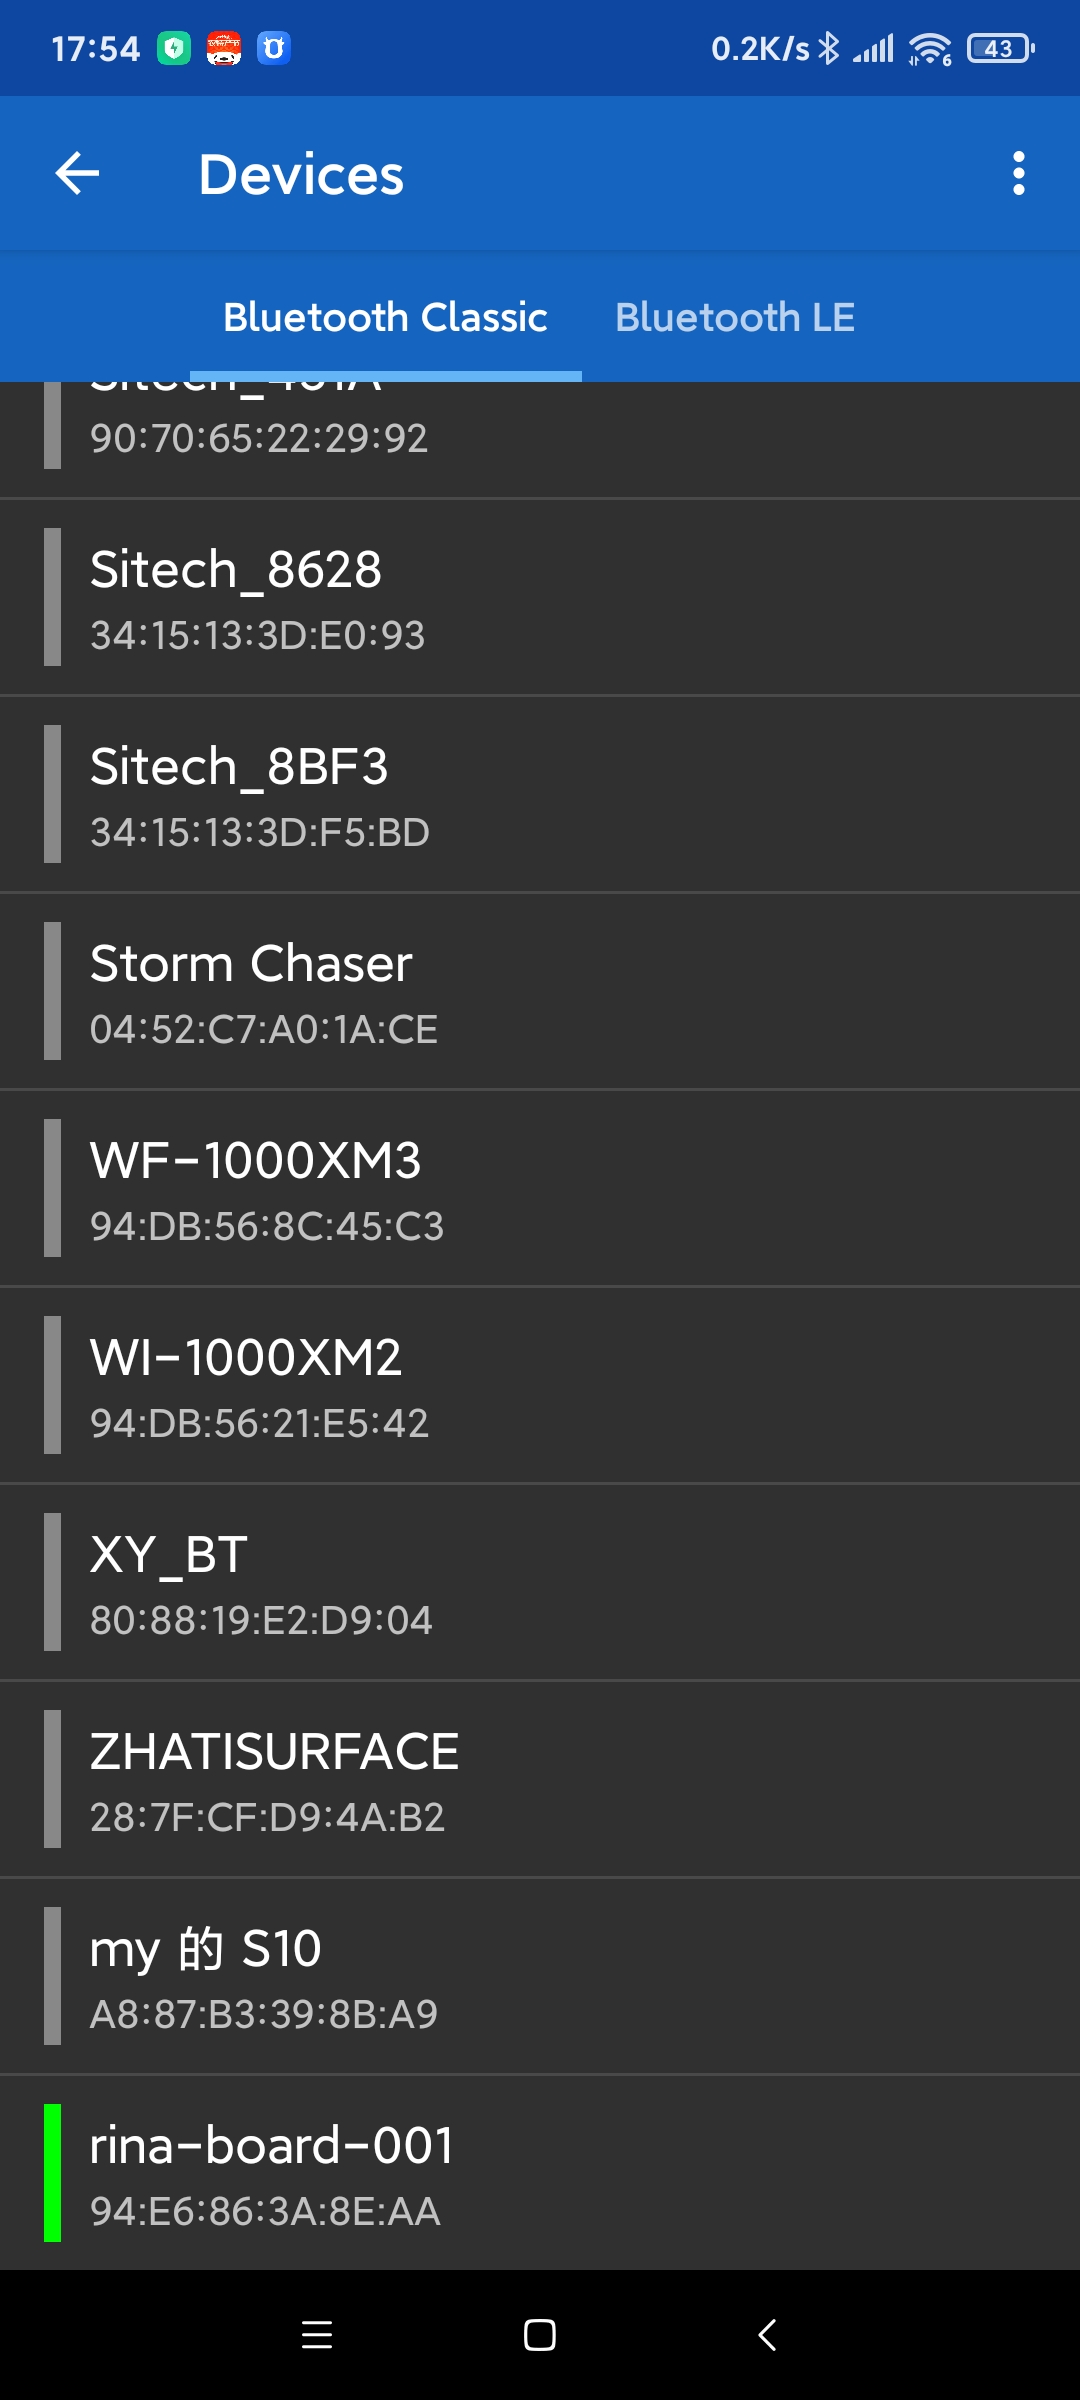 17:54
0.2K/s
6
43
Devices
Bluetooth Classic
Bluetooth LE
90:70:65:22:29:92
Sitech_8628
34:15:13:3D:E0:93
Sitech_8BF3
34:15:13:3D:F5:BD
Storm Chaser
04:52:C7:A0:1A:CE
WF-1000XM3
94:DB:56:8C:45:C3
WI-1000XM2
94:DB:56:21:E5:42
XY_BT
80:88:19:E2:D9:04
ZHATISURFACE
28:7F:CF:D9:4A:B2
my 的 S10
A8:87:B3:39:8B:A9
rina-board-001
94:E6:86:3A:8E:AA